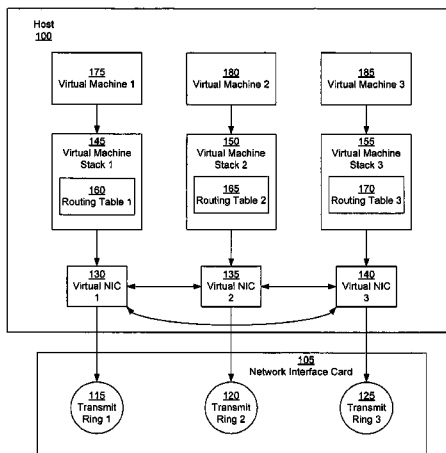 Host
100
175
Virtual Machine 1
180
Virtual Machine 2
185
Virtual Machine 3
145
Virtual Machine
Stack 1
160
Routing Table 1
150
Virtual Machine
Stack 2
165
Routing Table 2
155
Virtual Machine
Stack 3
170
Routing Table 3
130
Virtual NIC
1
135
Virtual NIC
2
140
Virtual NIC
3
105
Network Interface Card
115
Transmit
Ring 1
120
Transmit
Ring 2
125
Transmit
Ring 3